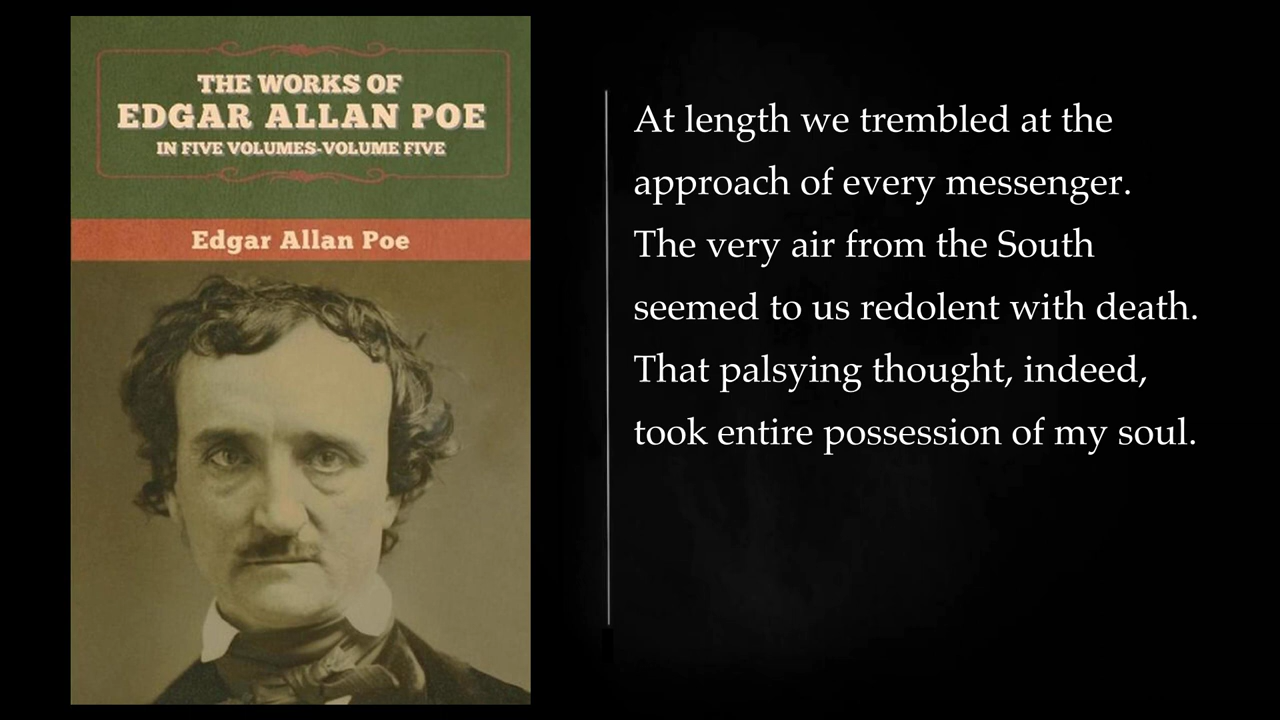 THE WORKS OF
EDGAR ALLAN POE
IN FIVE VOLUMES-VOLUME FIVE
Edgar Allan Poe
At length we trembled at the
approach of every messenger.
The very air from the South
seemed to us redolent with death.
That palsying thought, indeed,
took entire possession of my soul.